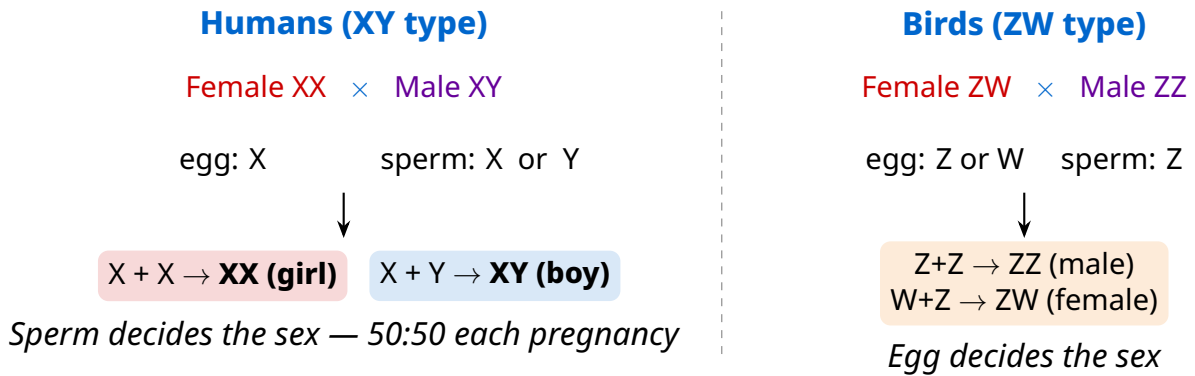 Humans (XY type)
Female XX × Male XY
egg: X sperm: X or Y
X + X → XX (girl) X + Y → XY (boy)
Sperm decides the sex — 50:50 each pregnancy
Birds (ZW type)
Female ZW × Male ZZ
egg: Z or W sperm: Z
Z+Z → ZZ (male)
W+Z → ZW (female)
Egg decides the sex